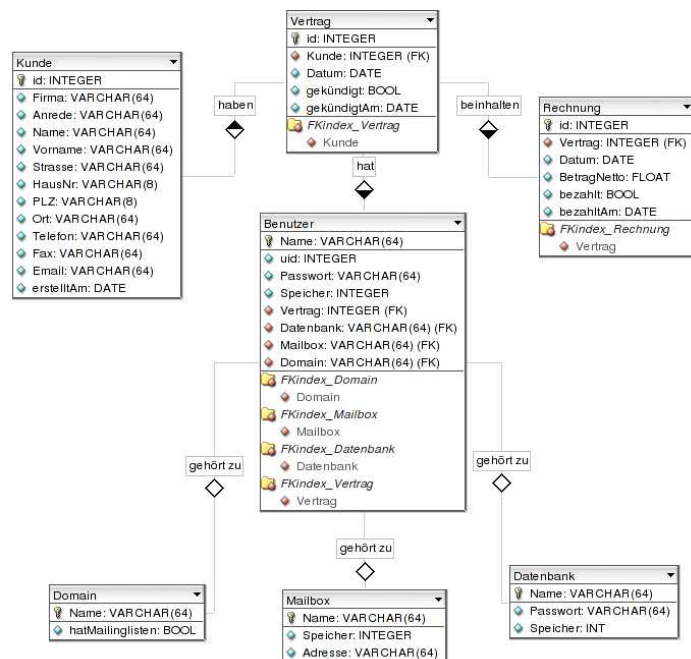 Vertrag
id: INTEGER
Kunde: INTEGER (FK)
Datum: DATE
gekündigt: BOOL
gekündigtAm: DATE
FKindex_Vertrag
Kunde
Kunde
id: INTEGER
Firma: VARCHAR(64)
Anrede: VARCHAR(64)
Name: VARCHAR(64)
Vorname: VARCHAR(64)
Strasse: VARCHAR(64)
HausNr: VARCHAR(8)
PLZ: VARCHAR(8)
Ort: VARCHAR(64)
Telefon: VARCHAR(64)
Fax: VARCHAR(64)
Email: VARCHAR(64)
erstelltAm: DATE
haben
beinhalten
Rechnung
id: INTEGER
Vertrag: INTEGER (FK)
Datum: DATE
BetragNetto: FLOAT
bezahlt: BOOL
bezahltAm: DATE
FKindex_Rechnung
Vertrag
hat
Benutzer
Name: VARCHAR(64)
uid: INTEGER
Passwort: VARCHAR(64)
Speicher: INTEGER
Vertrag: INTEGER (FK)
Datenbank: VARCHAR(64) (FK)
Mailbox: VARCHAR(64) (FK)
Domain: VARCHAR(64) (FK)
FKindex_Domain
Domain
FKindex_Mailbox
Mailbox
FKindex_Datenbank
Datenbank
FKindex_Vertrag
Vertrag
gehört zu
gehört zu
gehört zu
Domain
Name: VARCHAR(64)
hatMailinglisten: BOOL
Mailbox
Name: VARCHAR(64)
Speicher: INTEGER
Adresse: VARCHAR(64)
Datenbank
Name: VARCHAR(64)
Passwort: VARCHAR(64)
Speicher: INT